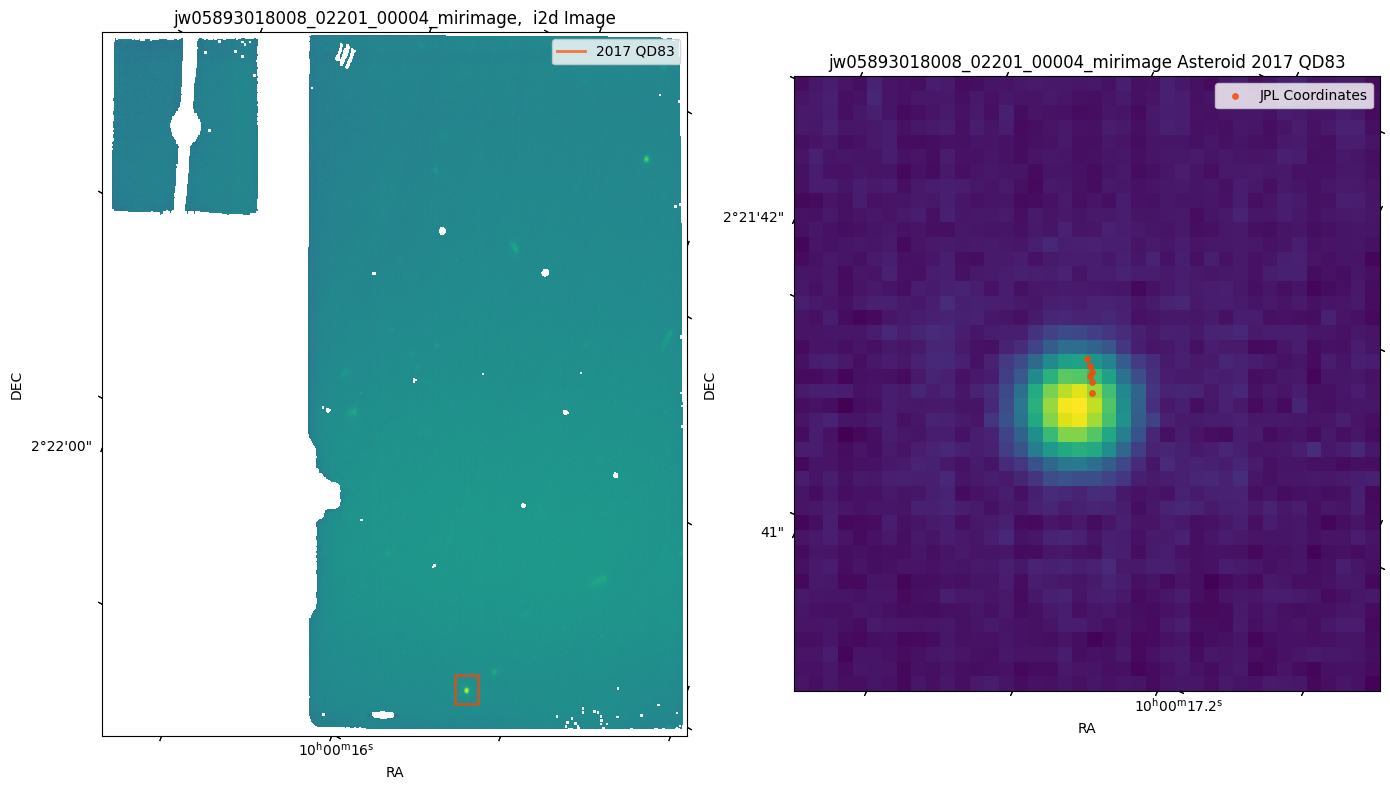 jw05893018008_02201_00004_mirimage,  i2d Image
2017 QD83
DEC
2°22'00"
10ʰ00ᵐ16ˢ
RA
jw05893018008_02201_00004_mirimage Asteroid 2017 QD83
JPL Coordinates
DEC
2°21'42"
41"
10ʰ00ᵐ17.2ˢ
RA